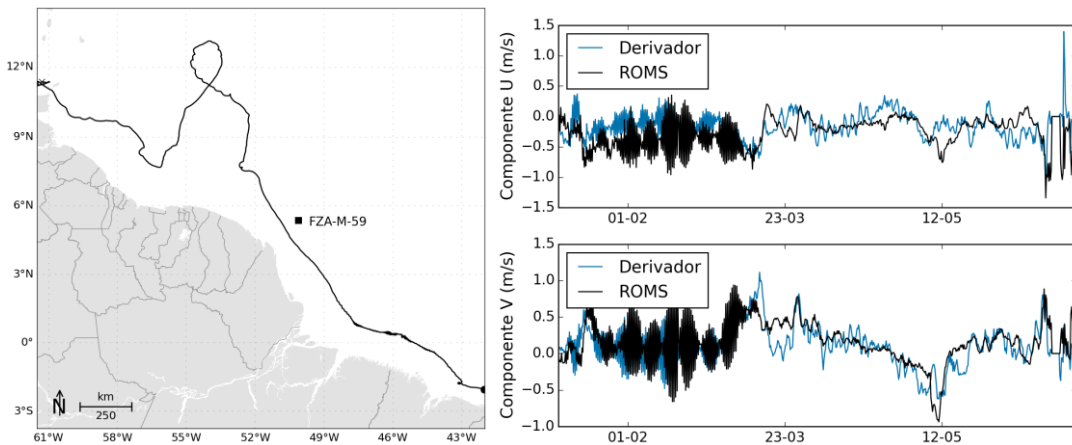 12°N
9°N
6°N
3°N
0°
3°S
61°W
58°W
55°W
52°W
49°W
46°W
43°W
FZA-M-59
N
km
250
Componente U (m/s)
1.5
1.0
0.5
0.0
−0.5
−1.0
−1.5
Derivador
ROMS
01-02
23-03
12-05
Componente V (m/s)
1.5
1.0
0.5
0.0
−0.5
−1.0
Derivador
ROMS
01-02
23-03
12-05